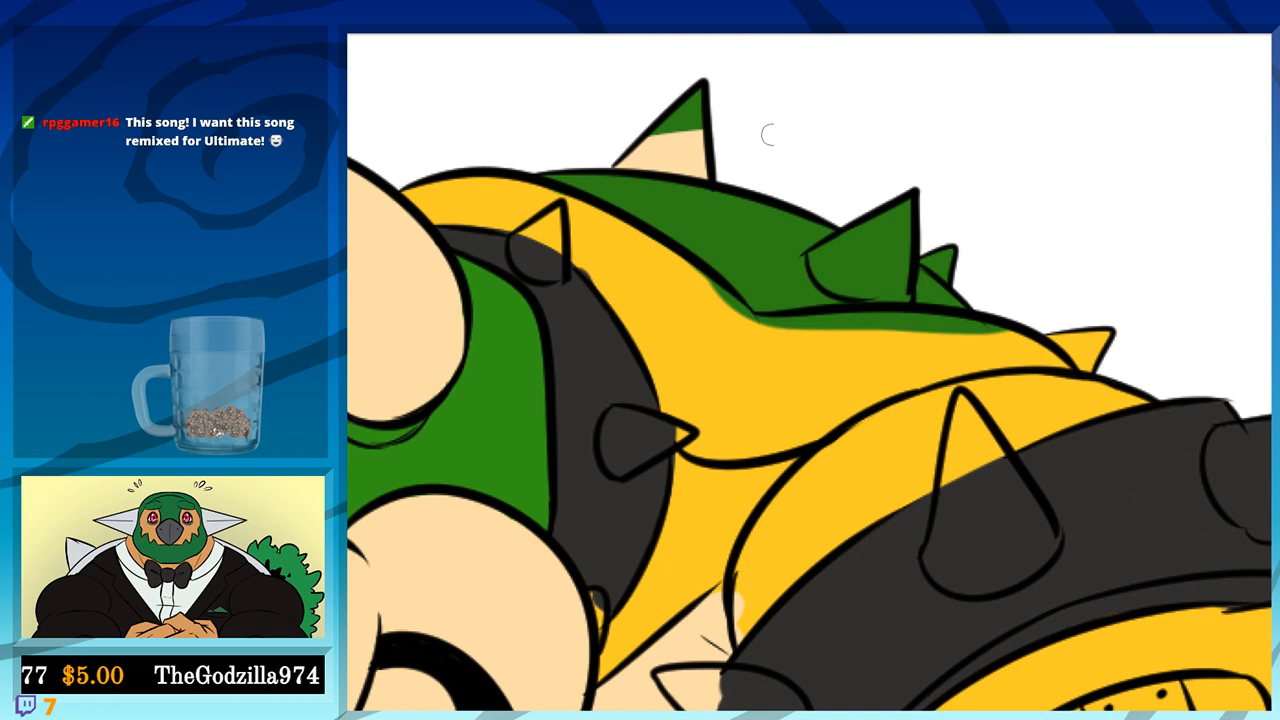 rpggamer16 This song! I want this song
remixed for Ultimate!
77 $5.00 TheGodzilla974
7